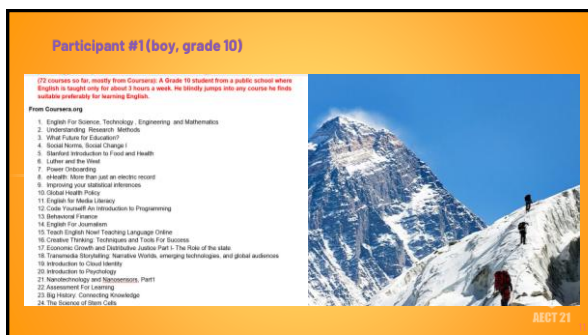 Participant #1 (boy, grade 10)
(72 courses so far, mostly from Coursera): A Grade 10 student from a public school where
English is taught only for about 3 hours a week. He blindly jumps into any course he finds
suitable preferably for learning English.
From Coursera.org
1. English For Science, Technology , Engineering and Mathematics
2. Understanding Research Methods
3. What Future for Education?
4. Social Norms, Social Change I
5. Stanford Introduction to Food and Health
6. Luther and the West
7. Power Onboarding
8. eHealth: More than just an electric record
9. Improving your statistical inferences
10. Global Health Policy
11. English for Media Literacy
12. Code Yourself! An Introduction to Programming
13. Behavioral Finance
14. English For Journalism
15. Teach English Now! Teaching Language Online
16. Creative Thinking: Techniques and Tools For Success
17. Economic Growth and Distributive Justice Part I- The Role of the state
18. Transmedia Storytelling: Narrative Worlds, emerging technologies, and global audiences
19. Introduction to Cloud Identity
20. Introduction to Psychology
21. Nanotechnology and Nanosensors, Part1
22. Assessment For Learning
23. Big History: Connecting Knowledge
24. The Science of Stem Cells
AECT 21